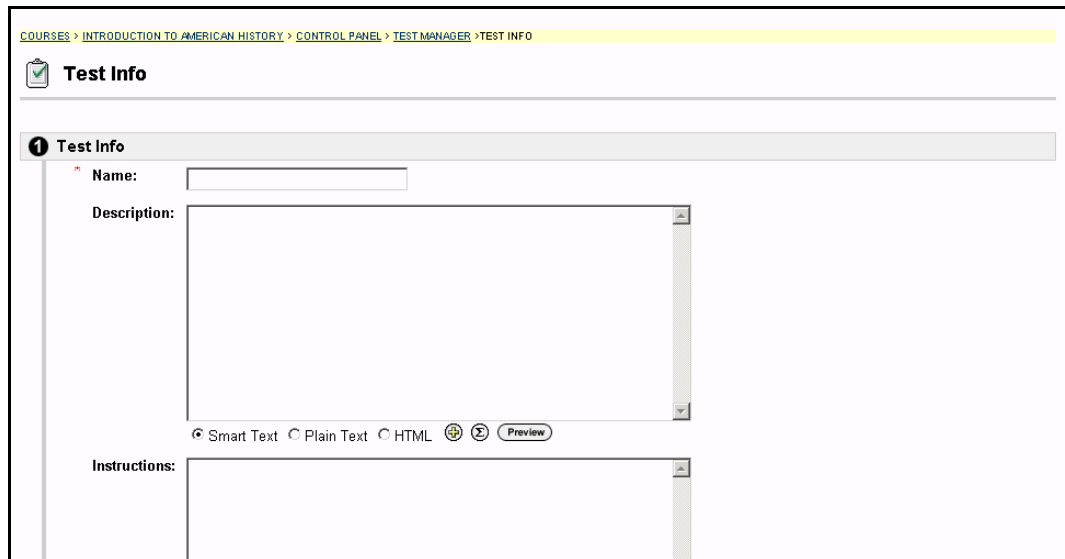 COURSES > INTRODUCTION TO AMERICAN HISTORY > CONTROL PANEL > TEST MANAGER >TEST INFO
Test Info
1 Test Info
* Name:
Description:
Smart Text Plain Text HTML Σ Preview
Instructions: